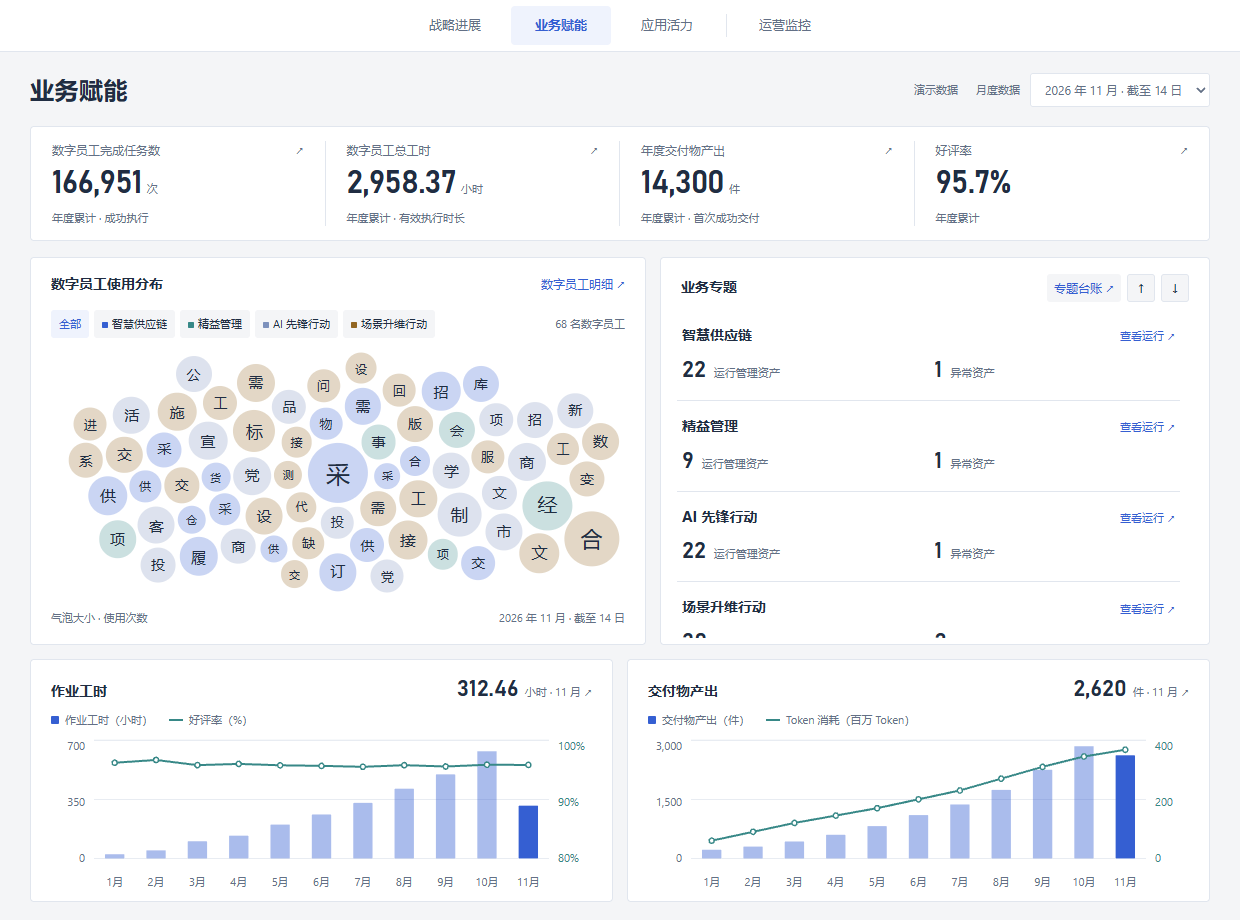 战略进展 业务赋能 应用活力 运营监控
业务赋能
演示数据 月度数据 2026 年 11 月 · 截至 14 日
数字员工完成任务数 ↗
166,951 次
年度累计 · 成功执行
数字员工总工时 ↗
2,958.37 小时
年度累计 · 有效执行时长
年度交付物产出 ↗
14,300 件
年度累计 · 首次成功交付
好评率 ↗
95.7%
年度累计
数字员工使用分布 数字员工明细 ↗
全部 智慧供应链 精益管理 AI 先锋行动 场景升维行动 68 名数字员工
公 需 问 设 回 招 库
进 活 施 工 品 物 需 版 会 项 招 新
系 交 采 宣 标 接 事 合 学 服 商 工 数
供 供 交 货 党 测 采 采 工 文 经 变
项 客 仓 采 设 代 投 需 制 市 合
投 履 商 供 缺 供 接 项 交 文
交 订 党
气泡大小 · 使用次数 2026 年 11 月 · 截至 14 日
业务专题 专题台账 ↗ ↑ ↓
智慧供应链 查看运行 ↗
22 运行管理资产 1 异常资产
精益管理 查看运行 ↗
9 运行管理资产 1 异常资产
AI 先锋行动 查看运行 ↗
22 运行管理资产 1 异常资产
场景升维行动 查看运行 ↗
作业工时 312.46 小时 · 11 月 ↗
作业工时（小时） 好评率（%）
700 100%
350 90%
0 80%
1月 2月 3月 4月 5月 6月 7月 8月 9月 10月 11月
交付物产出 2,620 件 · 11 月 ↗
交付物产出（件） Token 消耗（百万 Token）
3,000 400
1,500 200
0 0
1月 2月 3月 4月 5月 6月 7月 8月 9月 10月 11月